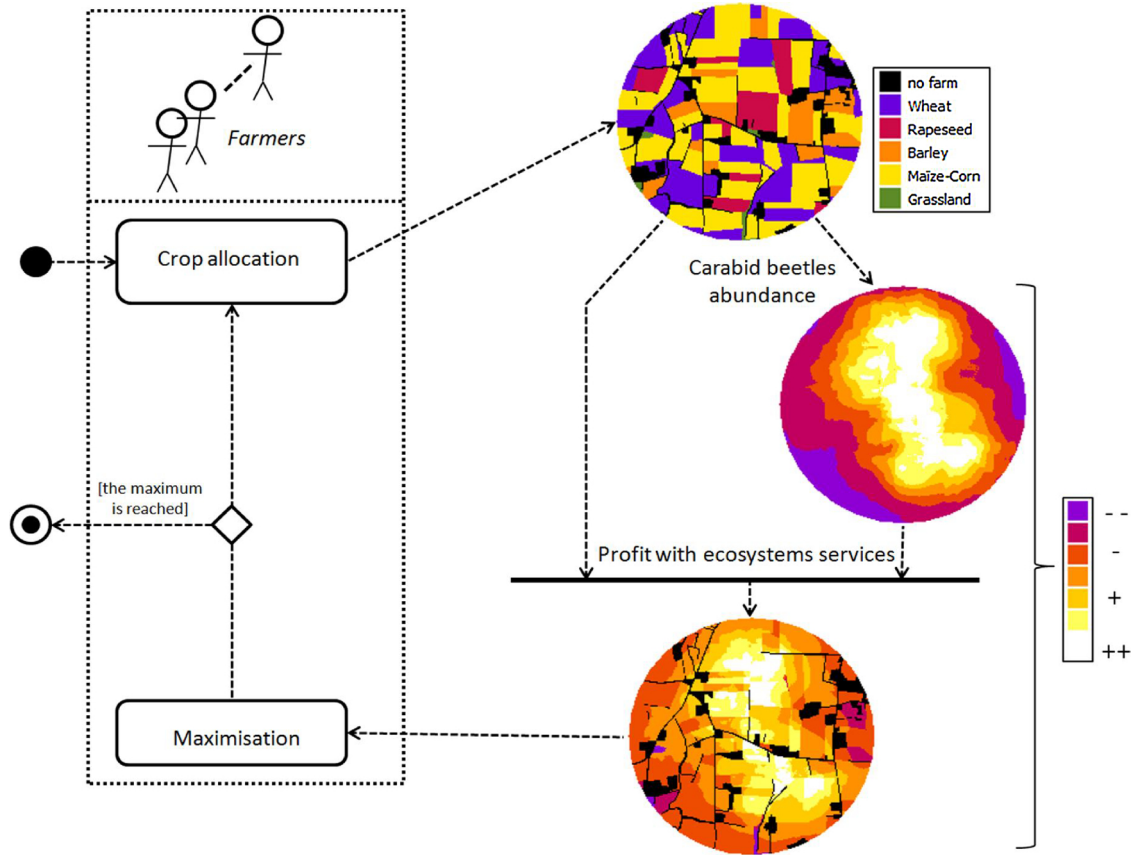 Farmers
Crop allocation
[the maximum
is reached]
Maximisation
no farm
Wheat
Rapeseed
Barley
Maïze-Corn
Grassland
Carabid beetles
abundance
Profit with ecosystems services
- -
-
+
++